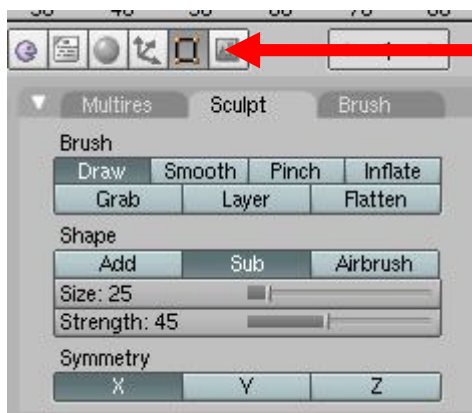 Multires Sculpt Brush
Brush
Draw Smooth Pinch Inflate
Grab Layer Flatten
Shape
Add Sub Airbrush
Size: 25
Strength: 45
Symmetry
X Y Z